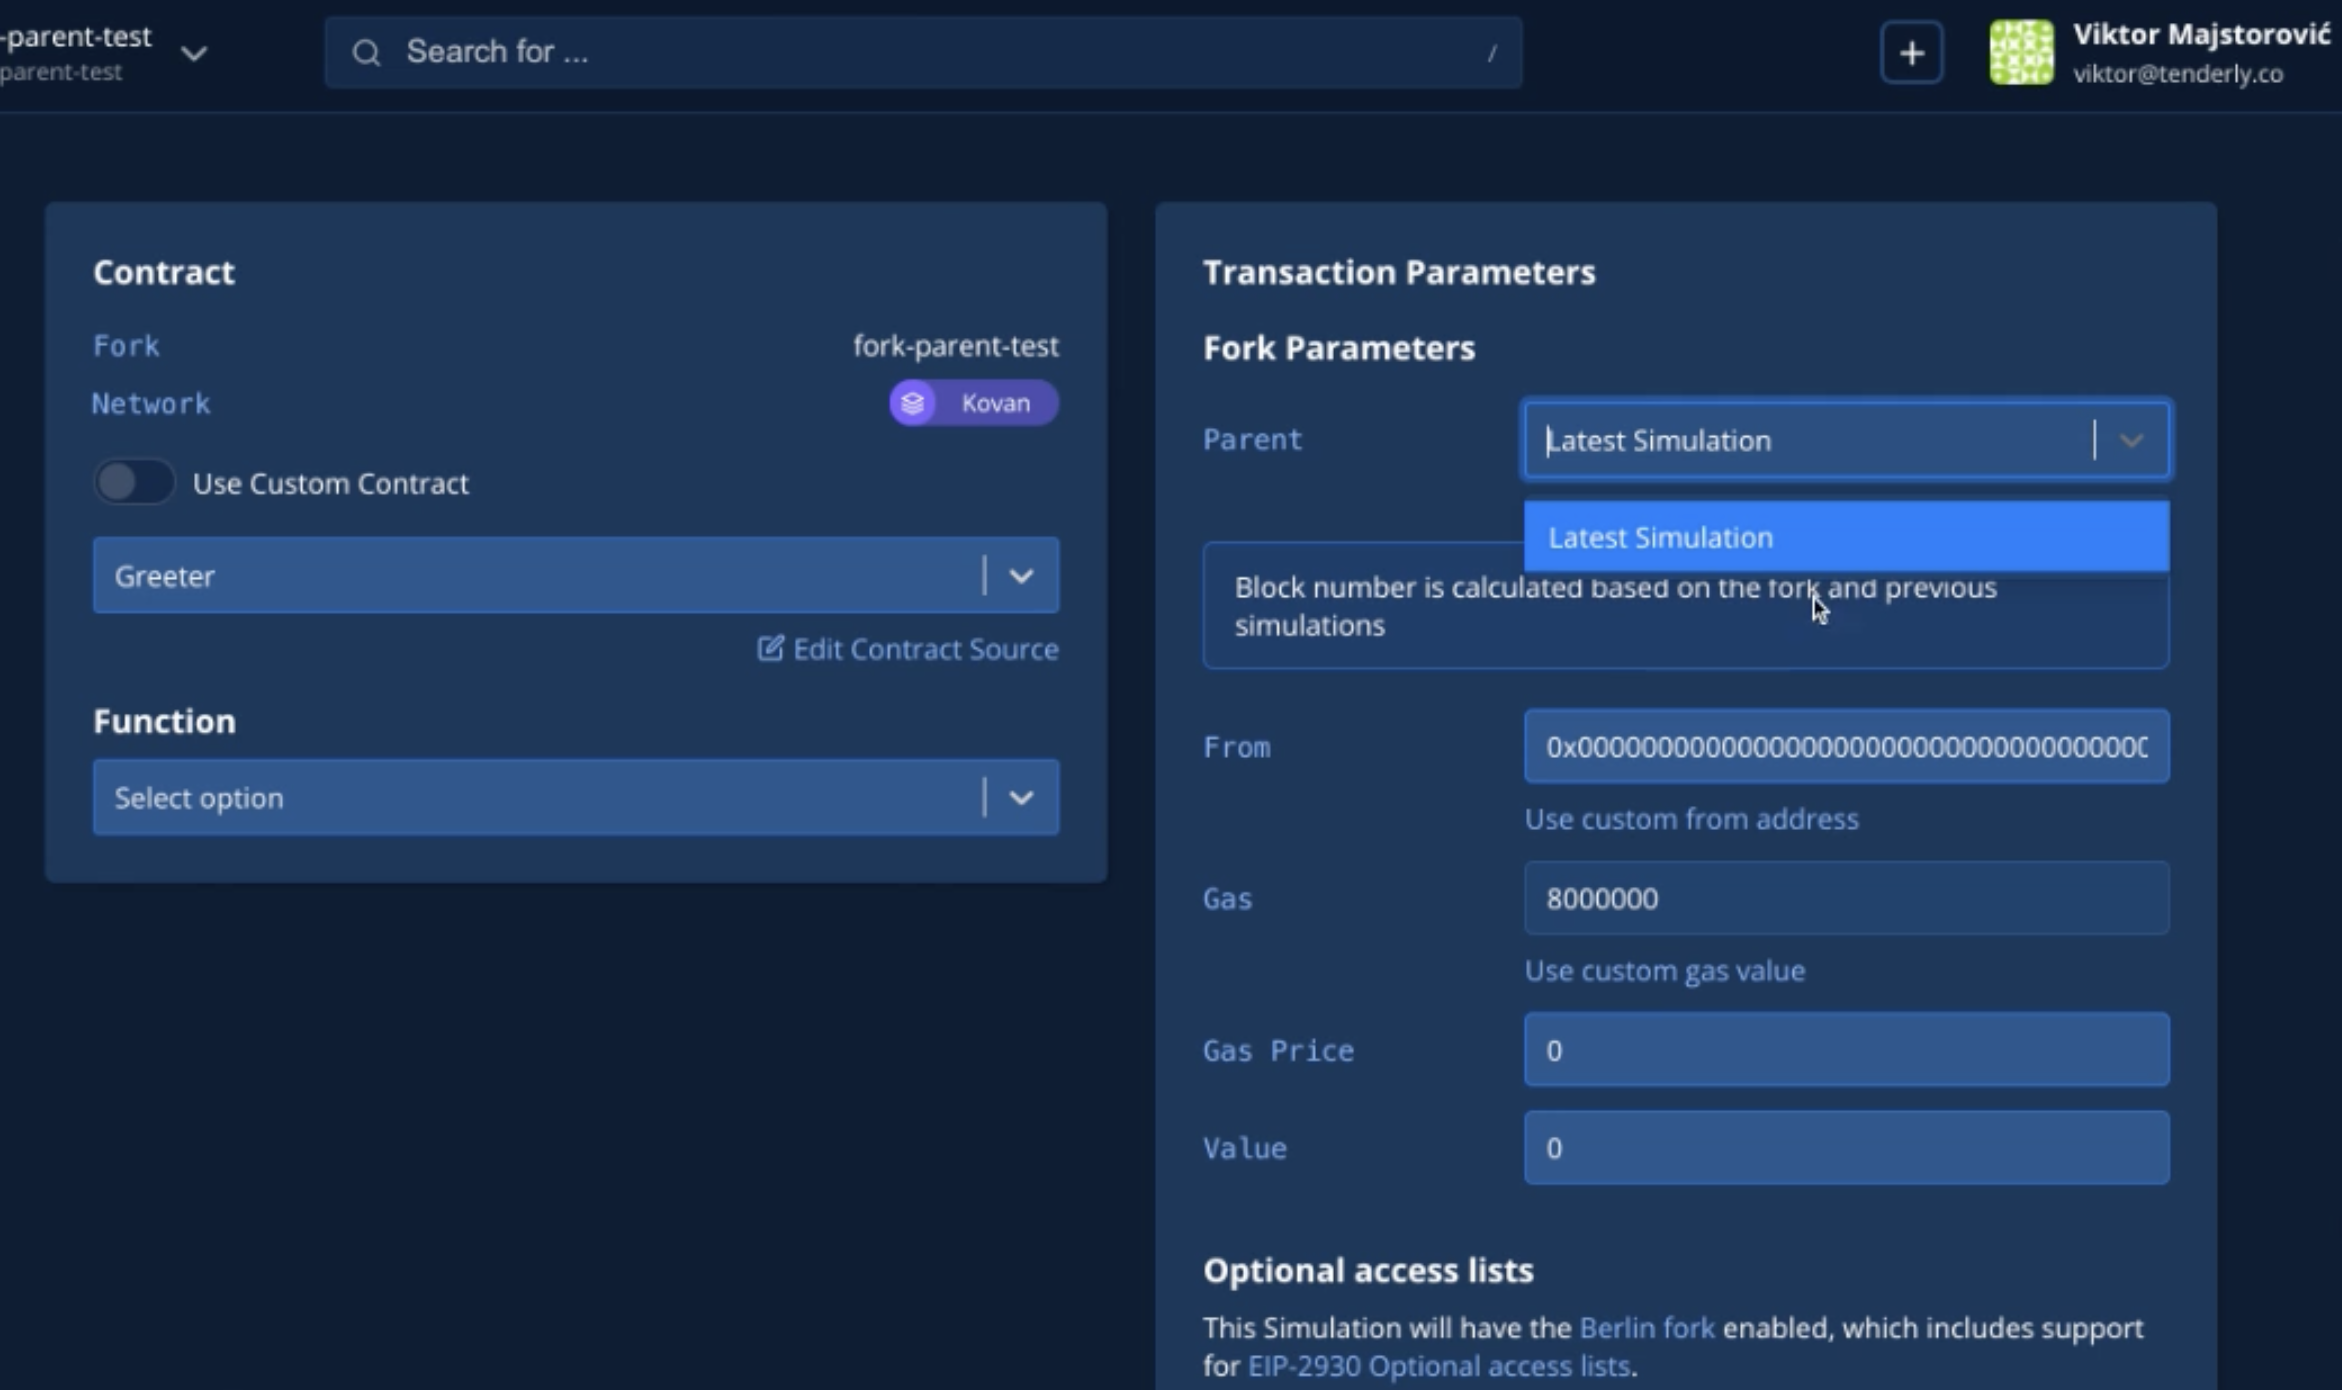 -parent-test
parent-test
Search for ...
/
Viktor Majstorović
viktor@tenderly.co
Contract
Fork
fork-parent-test
Network
Kovan
Use Custom Contract
Greeter
Edit Contract Source
Function
Select option
Transaction Parameters
Fork Parameters
Parent
Latest Simulation
Latest Simulation
Block number is calculated based on the fork and previous
simulations
From
Use custom from address
Gas
8000000
Use custom gas value
Gas Price
0
Value
0
Optional access lists
This Simulation will have the Berlin fork enabled, which includes support
for EIP-2930 Optional access lists.